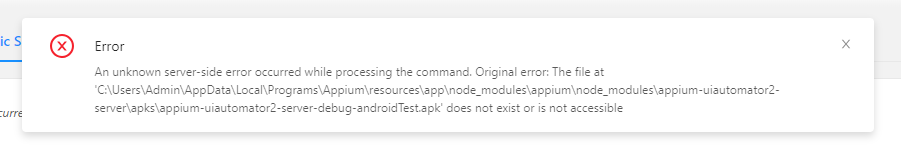 ic S
Error
An unknown server-side error occurred while processing the command. Original error: The file at
'C:\Users\Admin\AppData\Local\Programs\Appium\resources\app\node_modules\appium\node_modules\appium-uiautomator2-
server\apks\appium-uiautomator2-server-debug-androidTest.apk' does not exist or is not accessible
curre